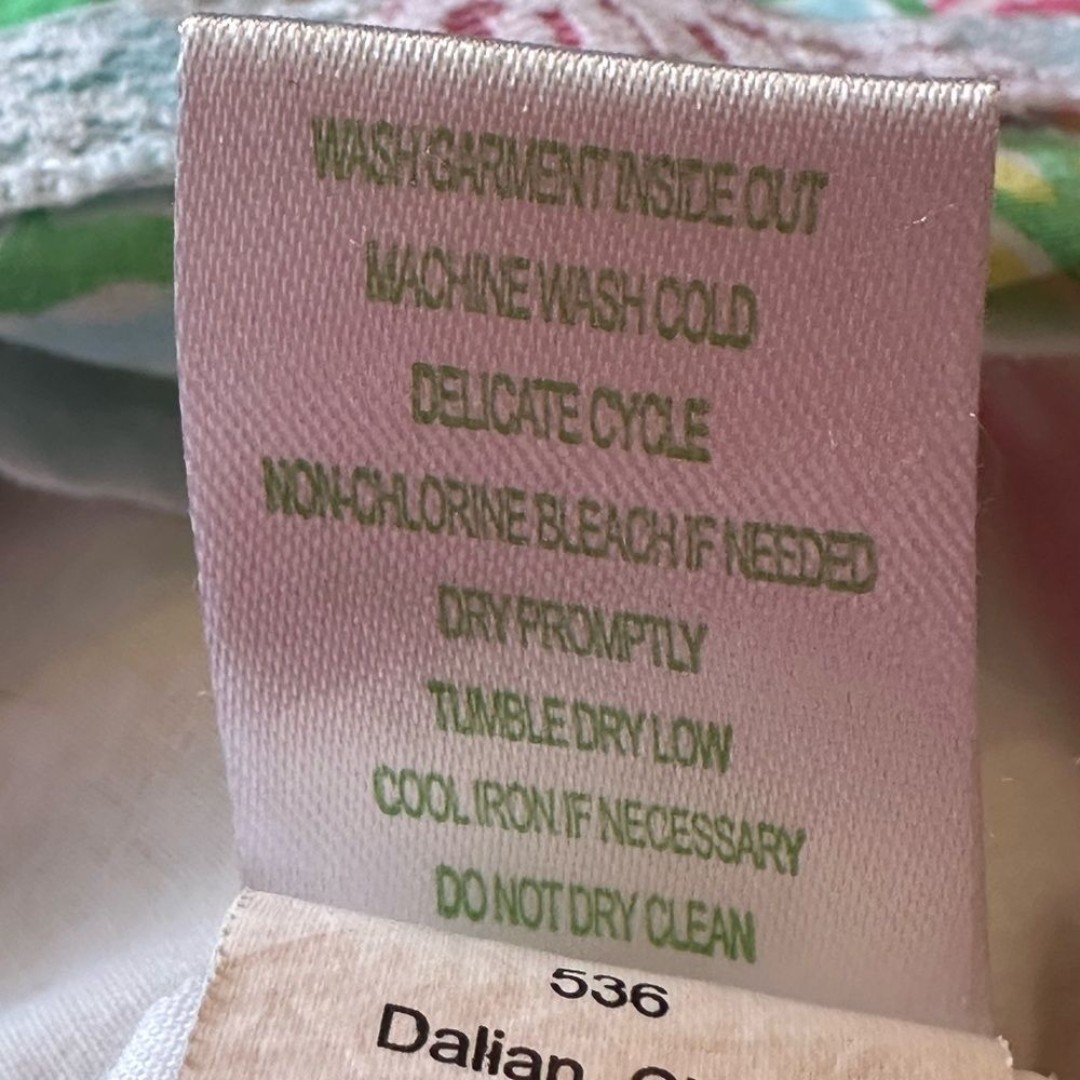 WASH GARMENT INSIDE OUT
MACHINE WASH COLD
DELICATE CYCLE
NON-CHLORINE BLEACH IF NEEDED
DRY PROMPTLY
TUMBLE DRY LOW
COOL IRON IF NECESSARY
DO NOT DRY CLEAN
536
Dalian,